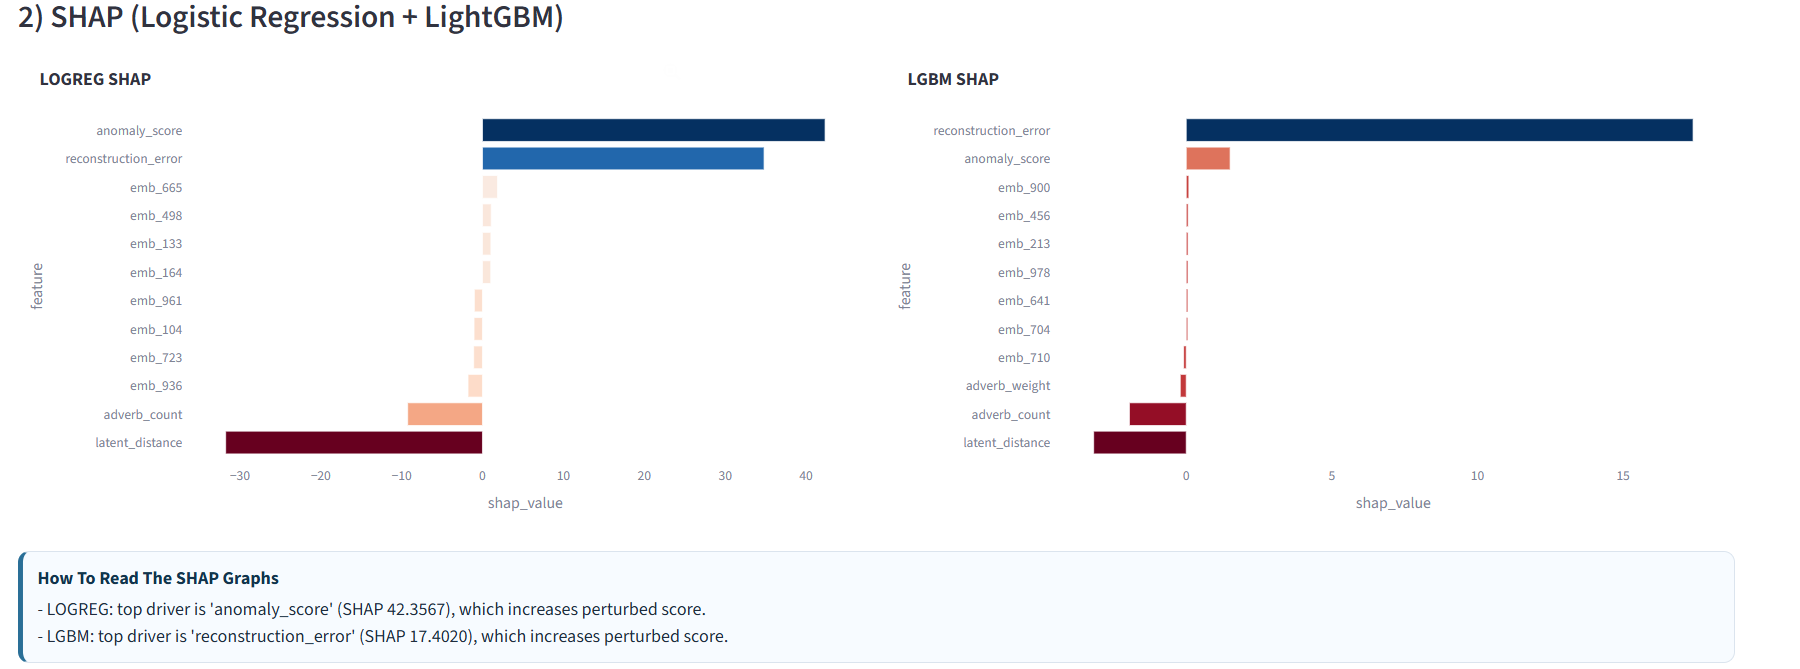 2) SHAP (Logistic Regression + LightGBM)
LOGREG SHAP
anomaly_score
reconstruction_error
emb_665
emb_498
emb_133
emb_164
emb_961
emb_104
emb_723
emb_936
adverb_count
latent_distance
feature
−30 −20 −10 0 10 20 30 40
shap_value
LGBM SHAP
reconstruction_error
anomaly_score
emb_900
emb_456
emb_213
emb_978
emb_641
emb_704
emb_710
adverb_weight
adverb_count
latent_distance
feature
0 5 10 15
shap_value
How To Read The SHAP Graphs
- LOGREG: top driver is 'anomaly_score' (SHAP 42.3567), which increases perturbed score.
- LGBM: top driver is 'reconstruction_error' (SHAP 17.4020), which increases perturbed score.